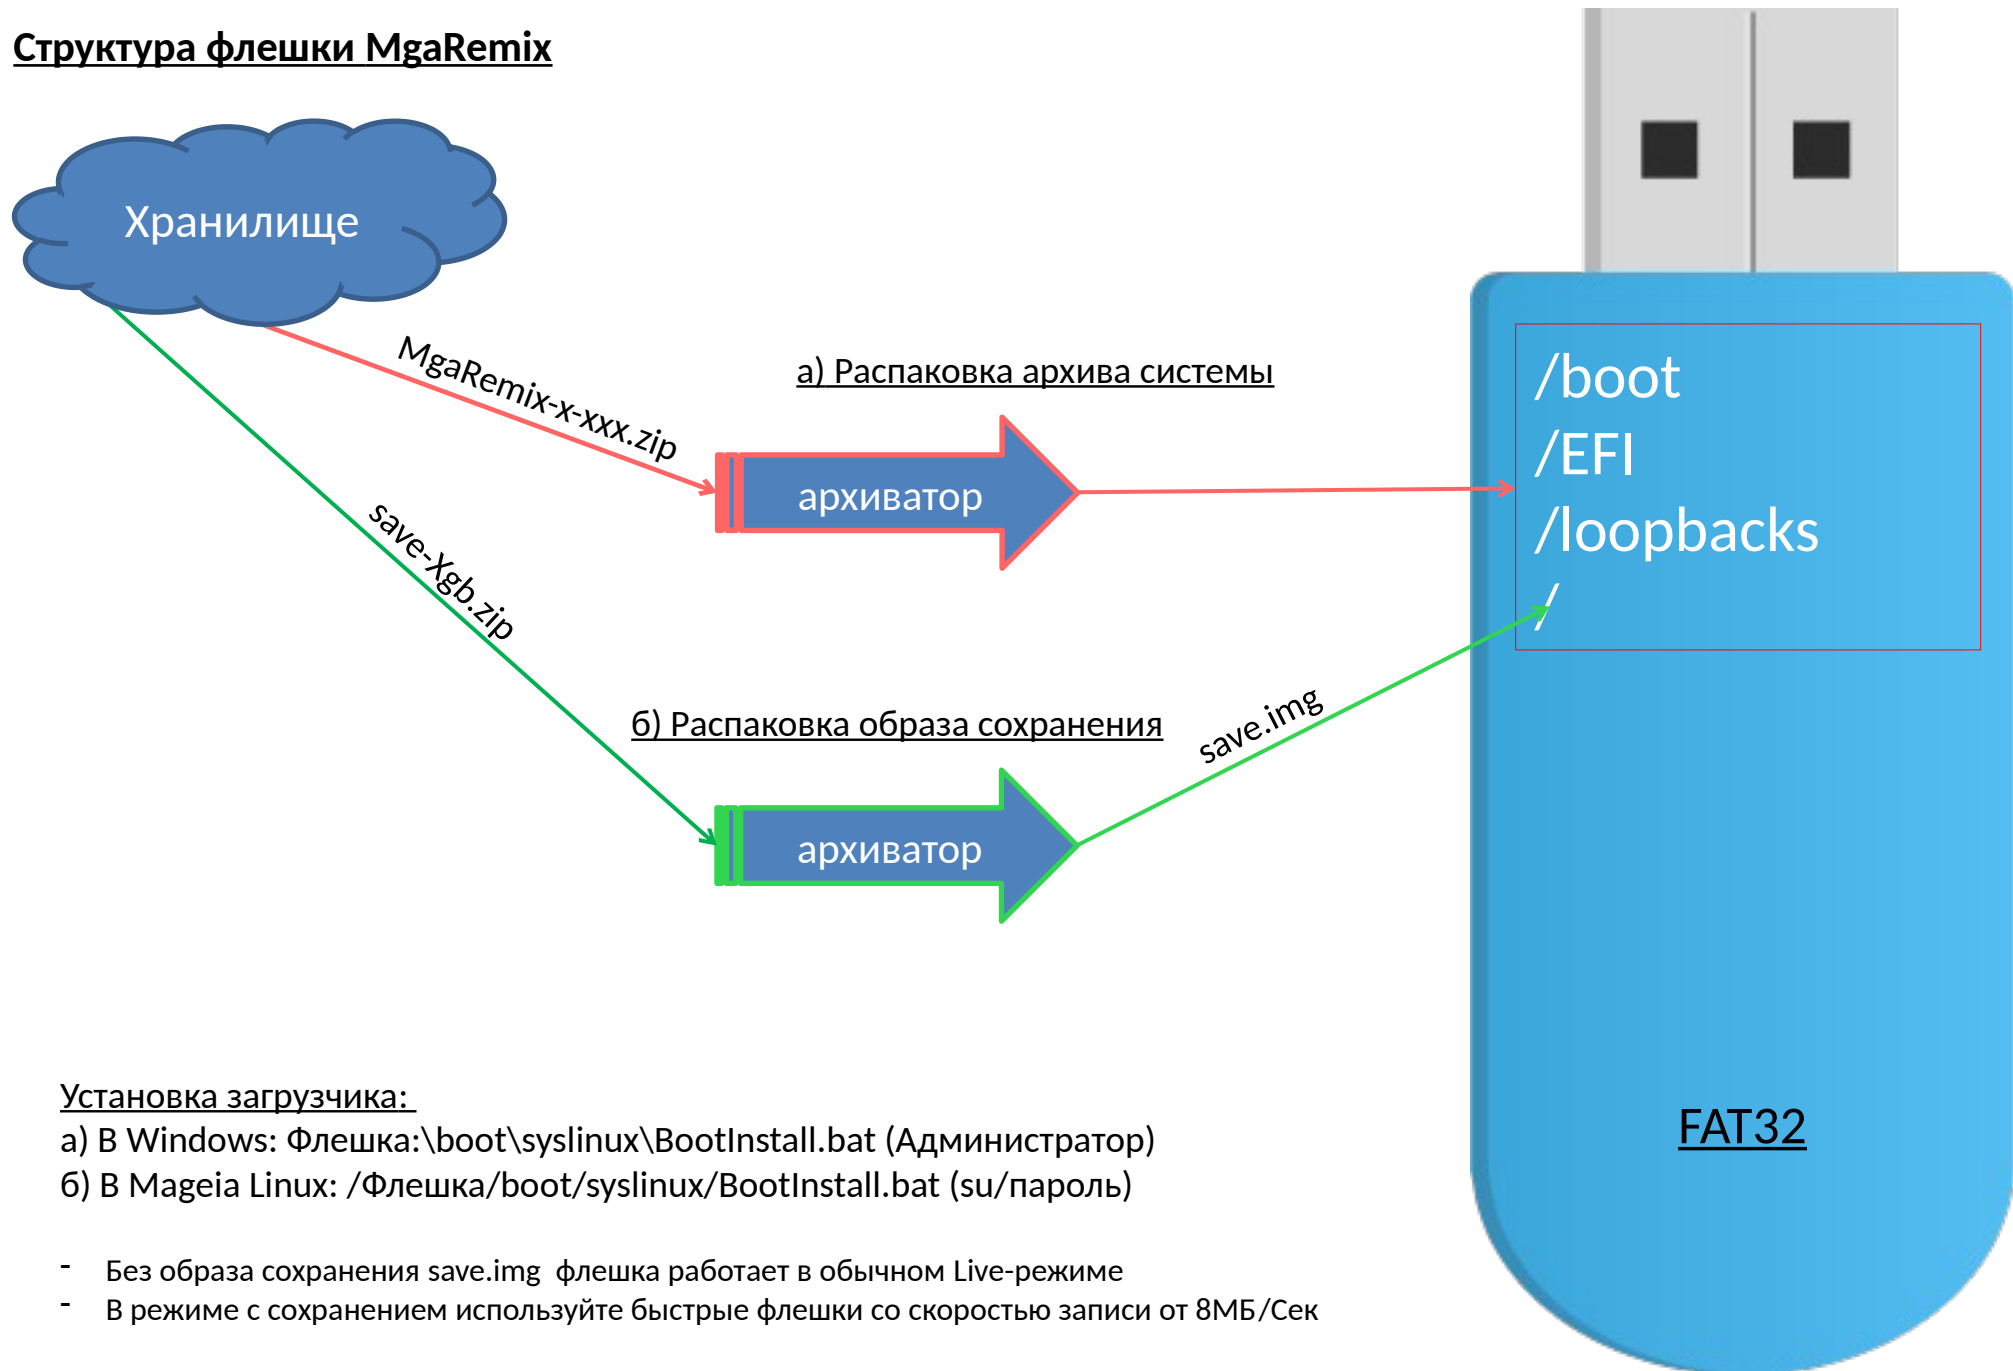 Структура флешки MgaRemix
Хранилище
MgaRemix-x-xxx.zip
а) Распаковка архива системы
архиватор
save-Xgb.zip
б) Распаковка образа сохранения
архиватор
save.img
/boot
/EFI
/loopbacks
/
FAT32
Установка загрузчика:
а) В Windows: Флешка:\boot\syslinux\BootInstall.bat (Администратор)
б) В Mageia Linux: /Флешка/boot/syslinux/BootInstall.bat (su/пароль)
- Без образа сохранения save.img флешка работает в обычном Live-режиме
- В режиме с сохранением используйте быстрые флешки со скоростью записи от 8МБ/Сек